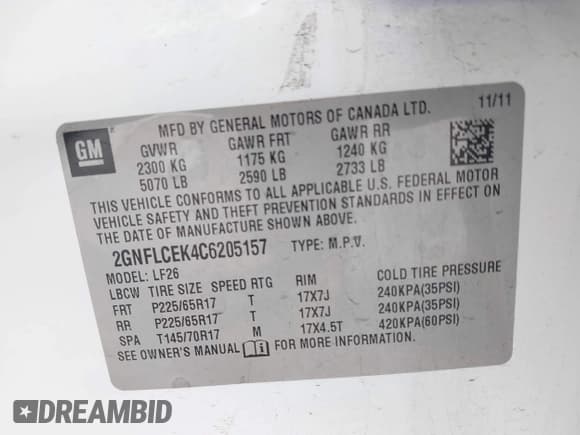 GM
MFD BY GENERAL MOTORS OF CANADA LTD. 11/11
GVWR GAWR FRT GAWR RR
2300 KG 1175 KG 1240 KG
5070 LB 2590 LB 2733 LB
THIS VEHICLE CONFORMS TO ALL APPLICABLE U.S. FEDERAL MOTOR
VEHICLE SAFETY AND THEFT PREVENTION STANDARDS IN EFFECT ON
THE DATE OF MANUFACTURE SHOWN ABOVE.
2GNFLCEK4C6205157 TYPE: M.P.V.
MODEL: LF26
LBCW TIRE SIZE SPEED RTG RIM COLD TIRE PRESSURE
FRT P225/65R17 T 17X7J 240KPA(35PSI)
RR P225/65R17 T 17X7J 240KPA(35PSI)
SPA T145/70R17 M 17X4.5T 420KPA(60PSI)
SEE OWNER'S MANUAL FOR MORE INFORMATION.
DREAMBID